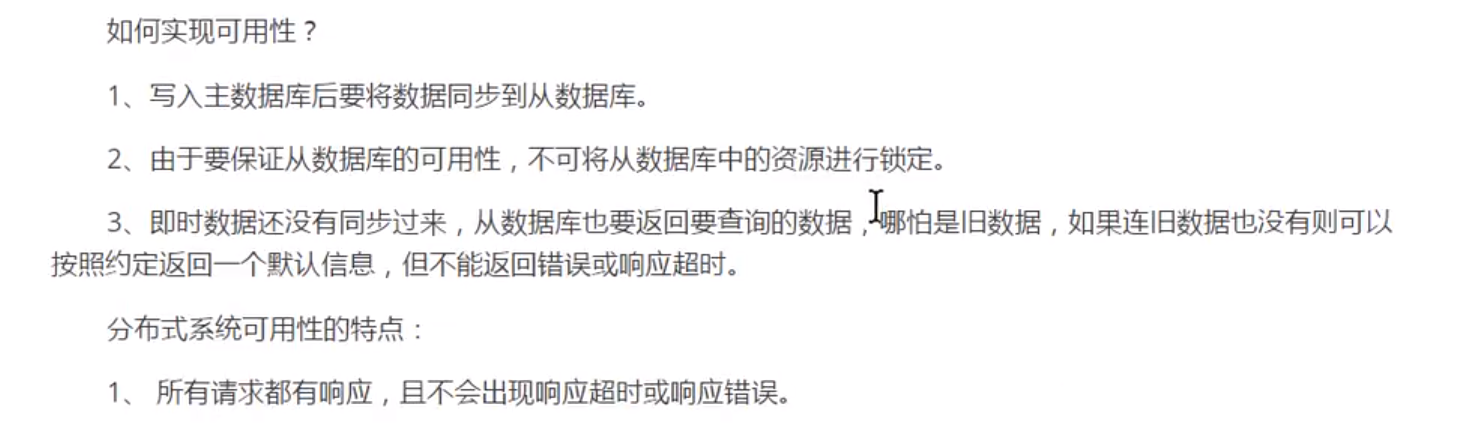 如何实现可用性？
1、写入主数据库后要将数据同步到从数据库。
2、由于要保证从数据库的可用性，不可将从数据库中的资源进行锁定。
3、即时数据还没有同步过来，从数据库也要返回要查询的数据，哪怕是旧数据，如果连旧数据也没有则可以
按照约定返回一个默认信息，但不能返回错误或响应超时。
分布式系统可用性的特点：
1、 所有请求都有响应，且不会出现响应超时或响应错误。